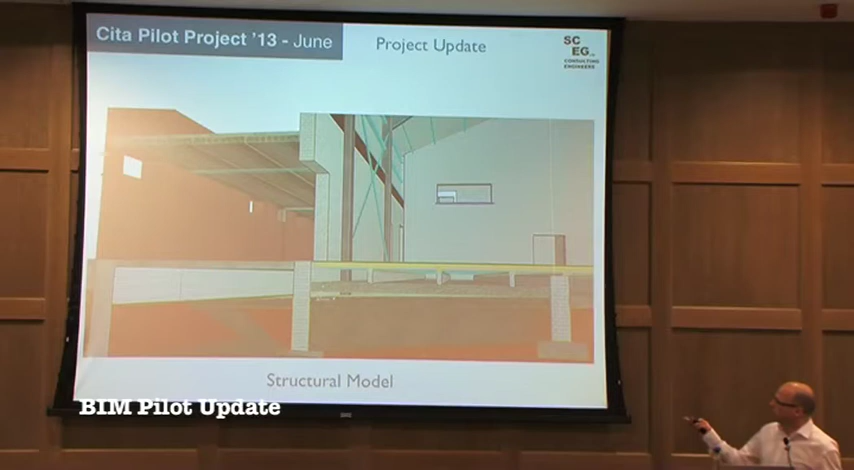 Cita Pilot Project '13 - June
Project Update
SC
EG
CONSULTING
ENGINEERS
Structural Model
BIM Pilot Update